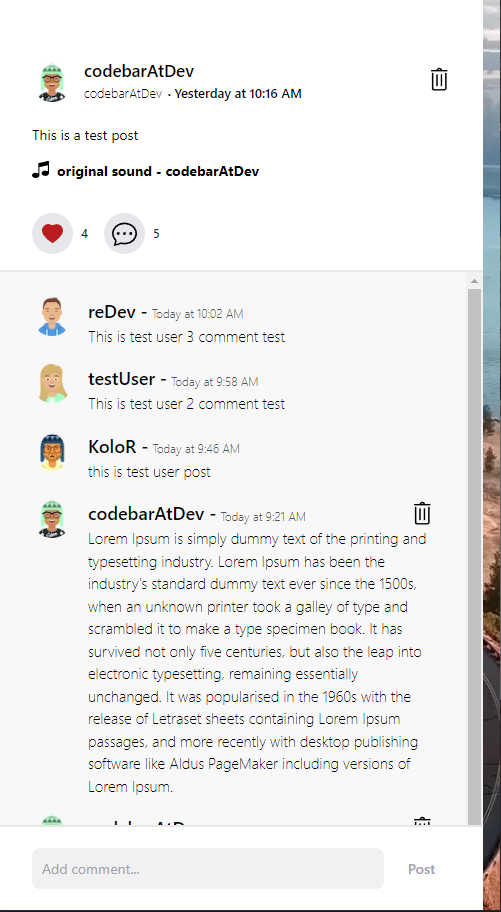 codebarAtDev
codebarAtDev • Yesterday at 10:16 AM
This is a test post
original sound - codebarAtDev
4 5
reDev - Today at 10:02 AM
This is test user 3 comment test
testUser - Today at 9:58 AM
This is test user 2 comment test
KoloR - Today at 9:46 AM
this is test user post
codebarAtDev - Today at 9:21 AM
Lorem Ipsum is simply dummy text of the printing and
typesetting industry. Lorem Ipsum has been the
industry's standard dummy text ever since the 1500s,
when an unknown printer took a galley of type and
scrambled it to make a type specimen book. It has
survived not only five centuries, but also the leap into
electronic typesetting, remaining essentially
unchanged. It was popularised in the 1960s with the
release of Letraset sheets containing Lorem Ipsum
passages, and more recently with desktop publishing
software like Aldus PageMaker including versions of
Lorem Ipsum.
Add comment... Post